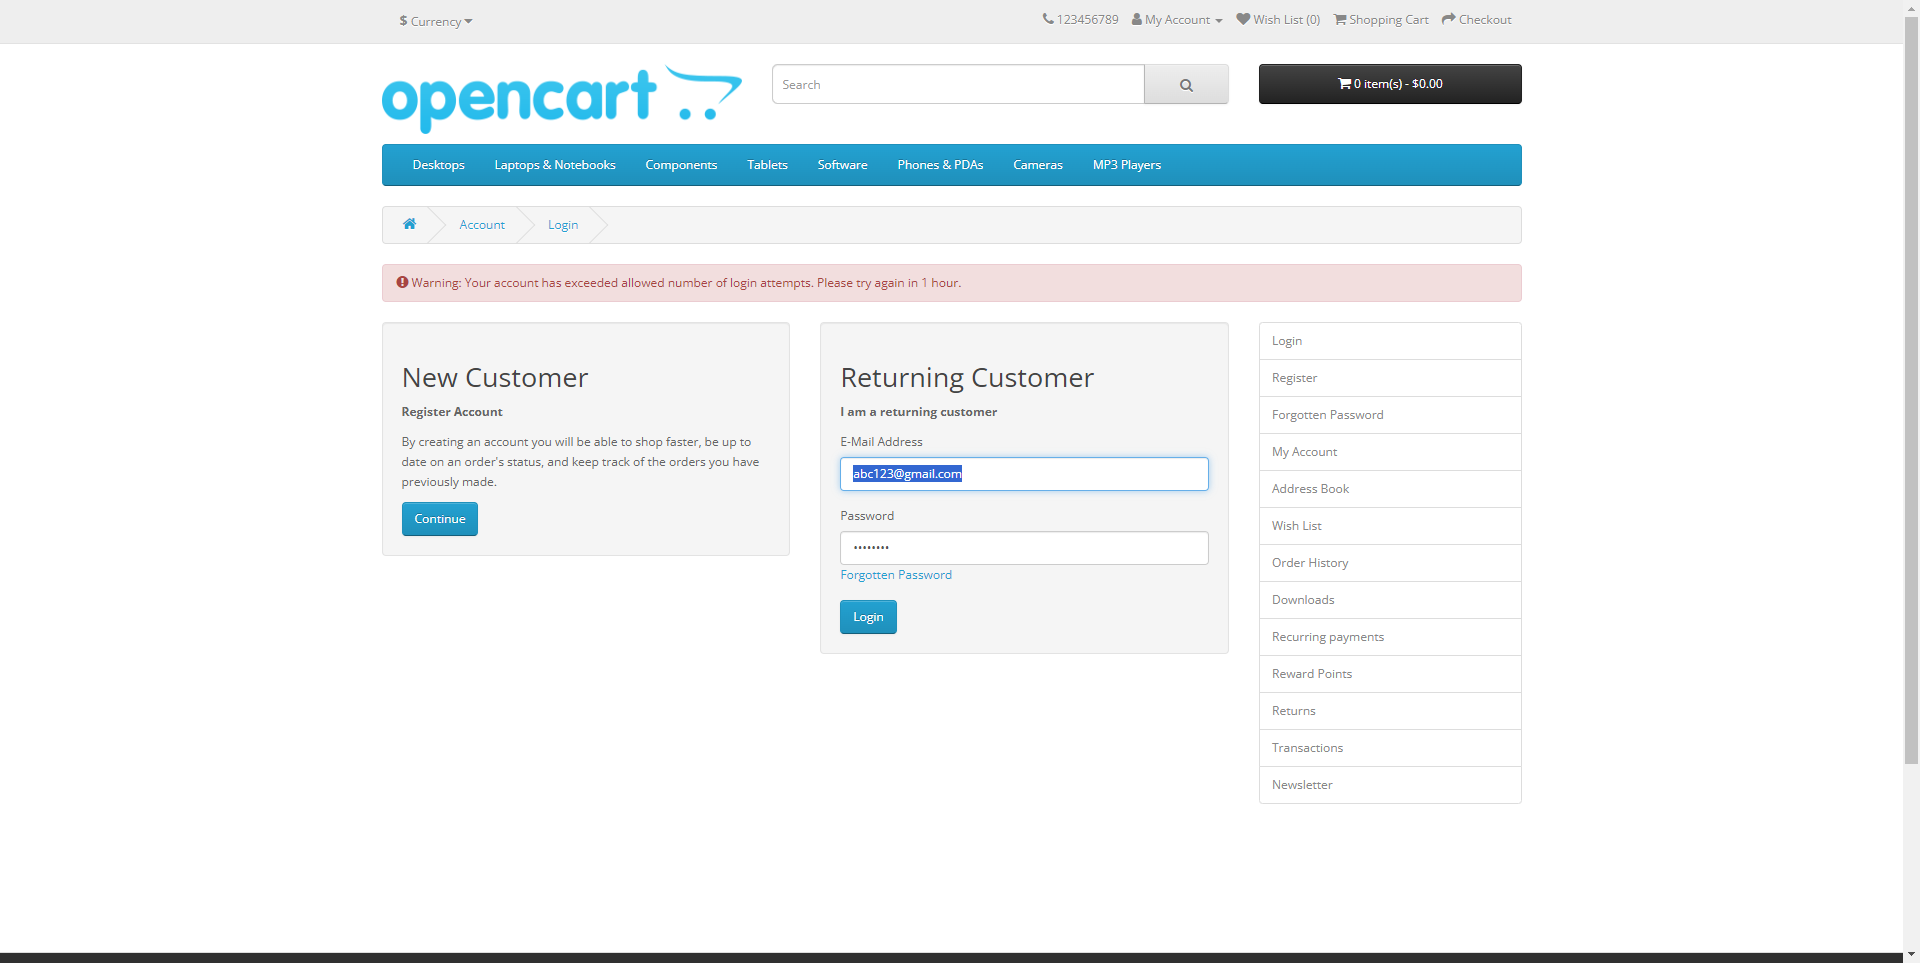 $ Currency
123456789 My Account Wish List (0) Shopping Cart Checkout
opencart
Search
0 item(s) - $0.00
Desktops Laptops & Notebooks Components Tablets Software Phones & PDAs Cameras MP3 Players
Account Login
Warning: Your account has exceeded allowed number of login attempts. Please try again in 1 hour.
New Customer
Register Account
By creating an account you will be able to shop faster, be up to
date on an order's status, and keep track of the orders you have
previously made.
Continue
Returning Customer
I am a returning customer
E-Mail Address
abc123@gmail.com
Password
••••••••
Forgotten Password
Login
Login
Register
Forgotten Password
My Account
Address Book
Wish List
Order History
Downloads
Recurring payments
Reward Points
Returns
Transactions
Newsletter